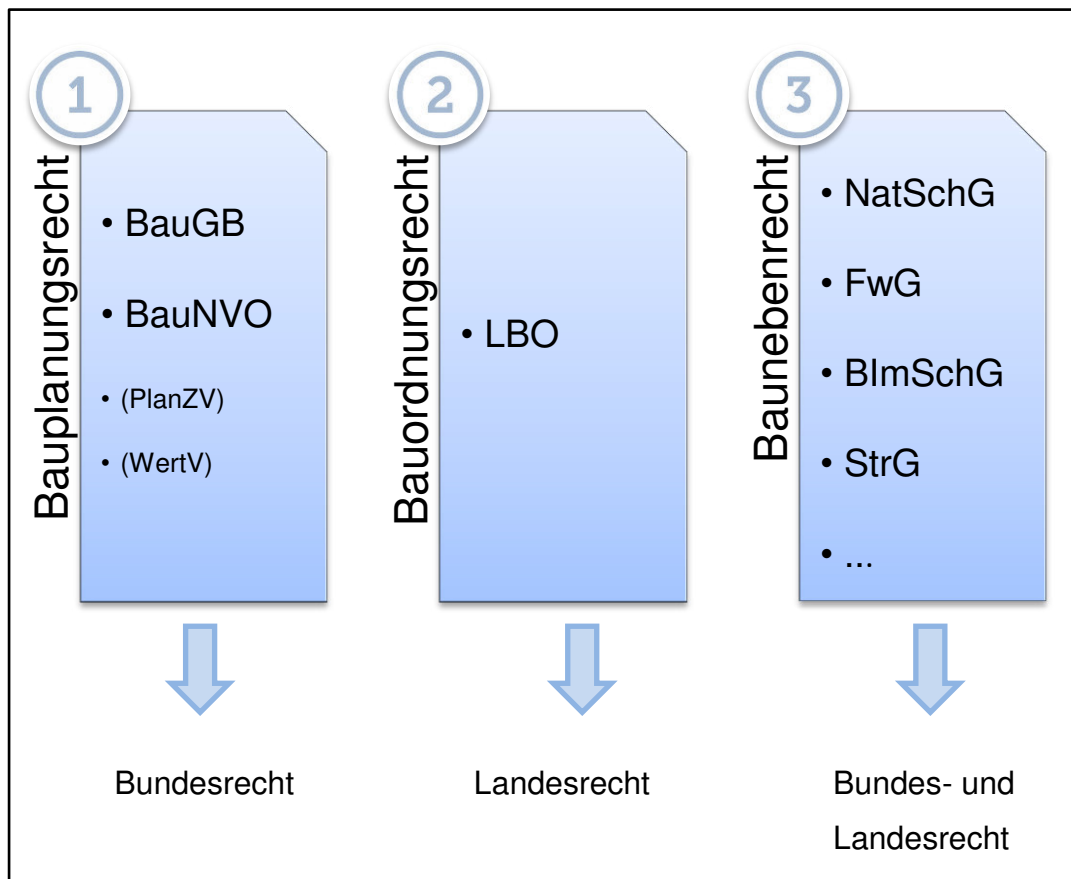 1
Bauplanungsrecht
• BauGB
• BauNVO
• (PlanZV)
• (WertV)
Bundesrecht
2
Bauordnungsrecht
• LBO
Landesrecht
3
Baunebenrecht
• NatSchG
• FwG
• BImSchG
• StrG
• ...
Bundes- und
Landesrecht